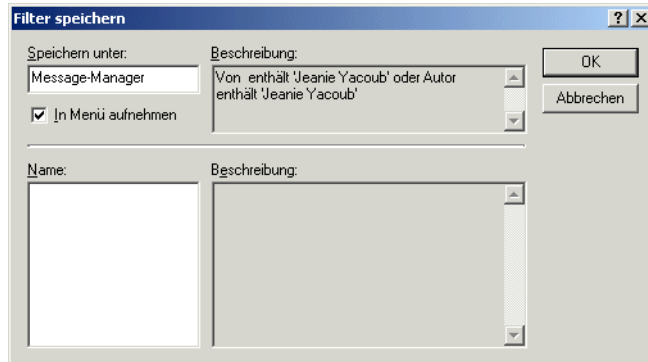 Filter speichern
Speichern unter:
Message-Manager
In Menü aufnehmen
Beschreibung:
Von  enthält 'Jeanie Yacoub' oder Autor
enthält 'Jeanie Yacoub'
OK
Abbrechen
Name:
Beschreibung: